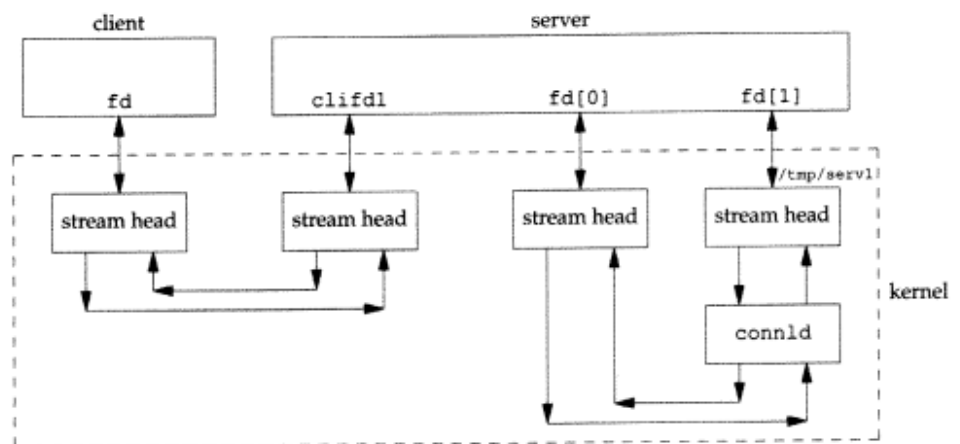 client
server
fd
clifd1
fd[0]
fd[1]
/tmp/serv1
stream head
stream head
stream head
stream head
kernel
connld